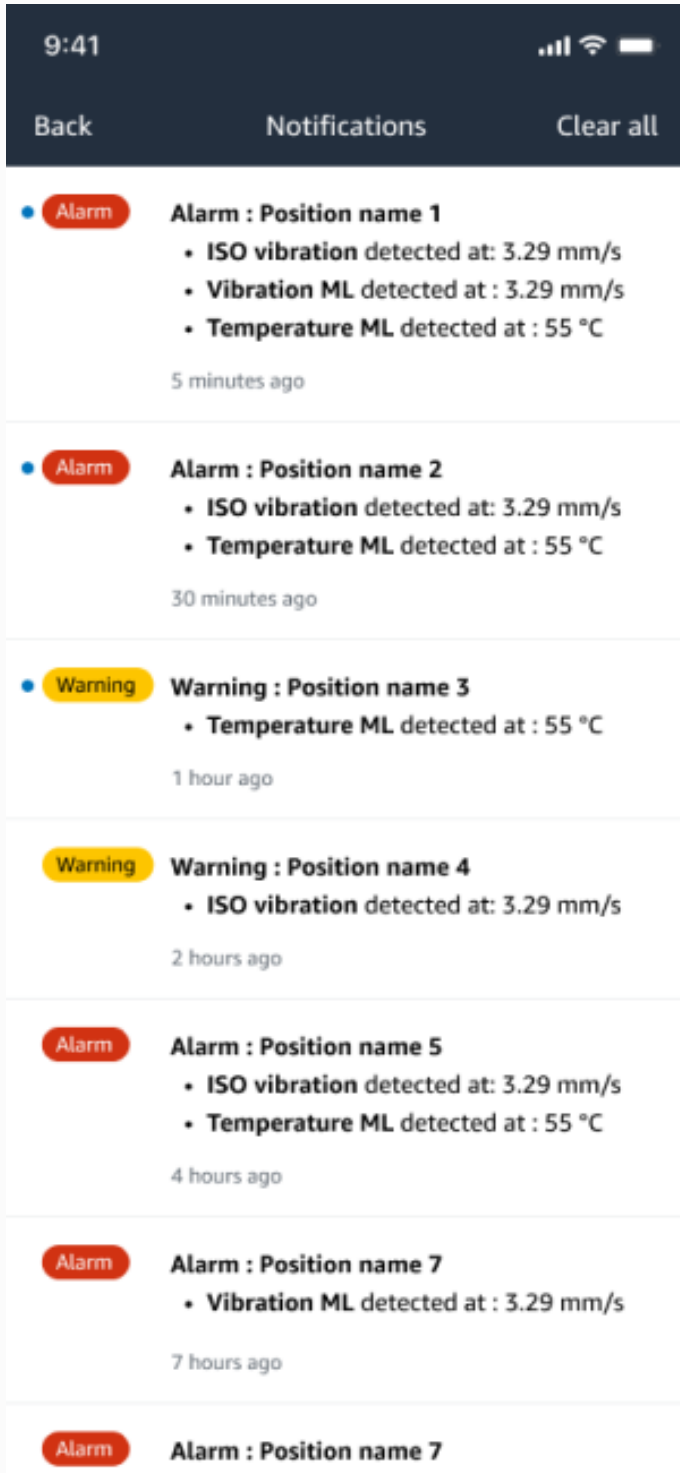 9:41
Back Notifications Clear all
Alarm Alarm : Position name 1
• ISO vibration detected at: 3.29 mm/s
• Vibration ML detected at : 3.29 mm/s
• Temperature ML detected at : 55 °C
5 minutes ago
Alarm Alarm : Position name 2
• ISO vibration detected at: 3.29 mm/s
• Temperature ML detected at : 55 °C
30 minutes ago
Warning Warning : Position name 3
• Temperature ML detected at : 55 °C
1 hour ago
Warning Warning : Position name 4
• ISO vibration detected at: 3.29 mm/s
2 hours ago
Alarm Alarm : Position name 5
• ISO vibration detected at: 3.29 mm/s
• Temperature ML detected at : 55 °C
4 hours ago
Alarm Alarm : Position name 7
• Vibration ML detected at : 3.29 mm/s
7 hours ago
Alarm Alarm : Position name 7